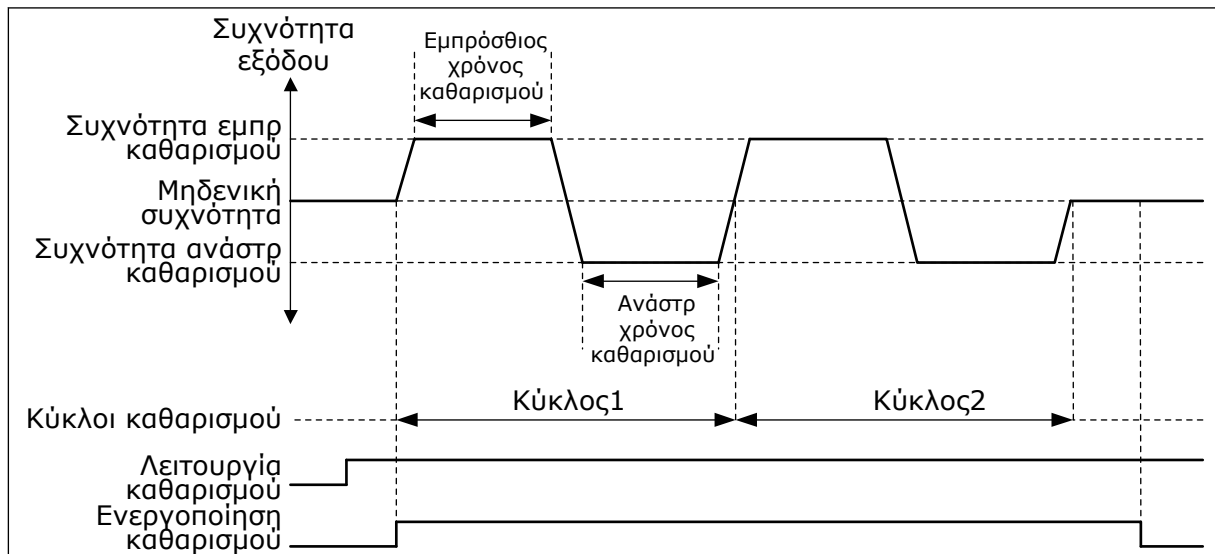 Συχνότητα
εξόδου
Εμπρόσθιος
χρόνος
καθαρισμού
Συχνότητα εμπρ
καθαρισμού
Μηδενική
συχνότητα
Συχνότητα ανάστρ
καθαρισμού
Ανάστρ
χρόνος
καθαρισμού
Κύκλος1
Κύκλος2
Κύκλοι καθαρισμού
Λειτουργία
καθαρισμού
Ενεργοποίηση
καθαρισμού